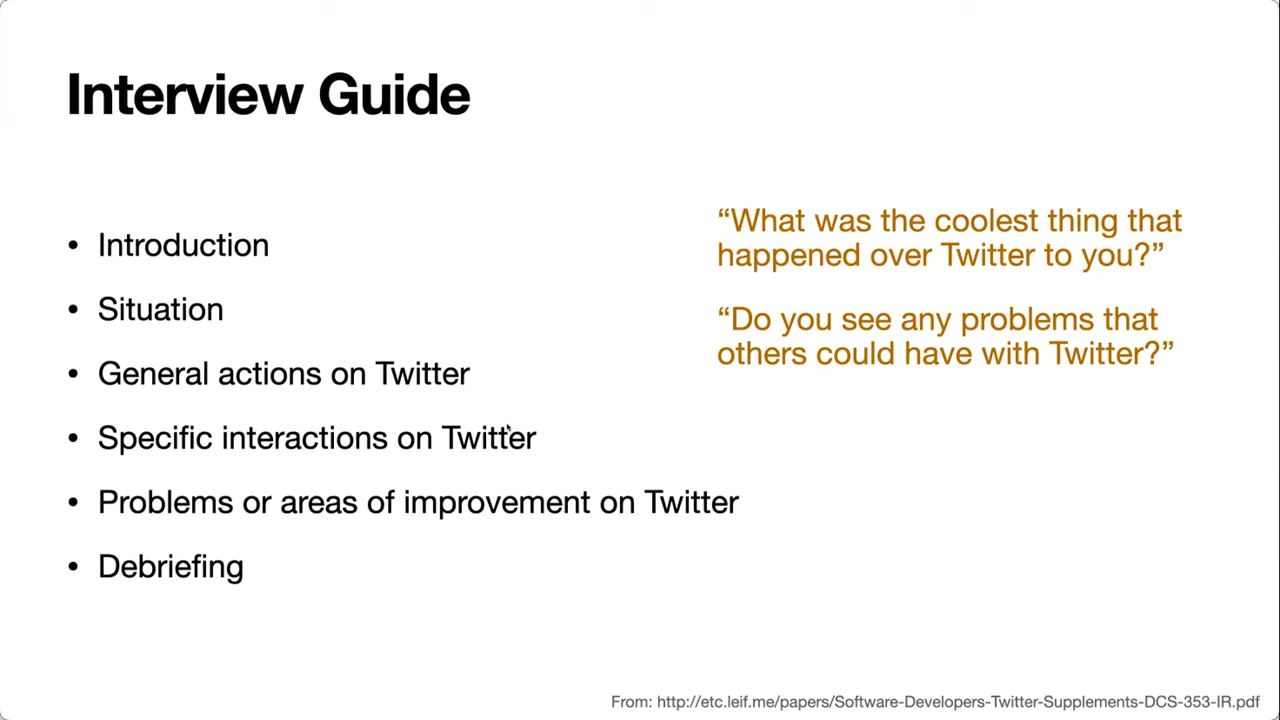 Interview Guide
• Introduction
• Situation
• General actions on Twitter
• Specific interactions on Twitter
• Problems or areas of improvement on Twitter
• Debriefing
“What was the coolest thing that
happened over Twitter to you?”
“Do you see any problems that
others could have with Twitter?”
From: http://etc.leif.me/papers/Software-Developers-Twitter-Supplements-DCS-353-IR.pdf